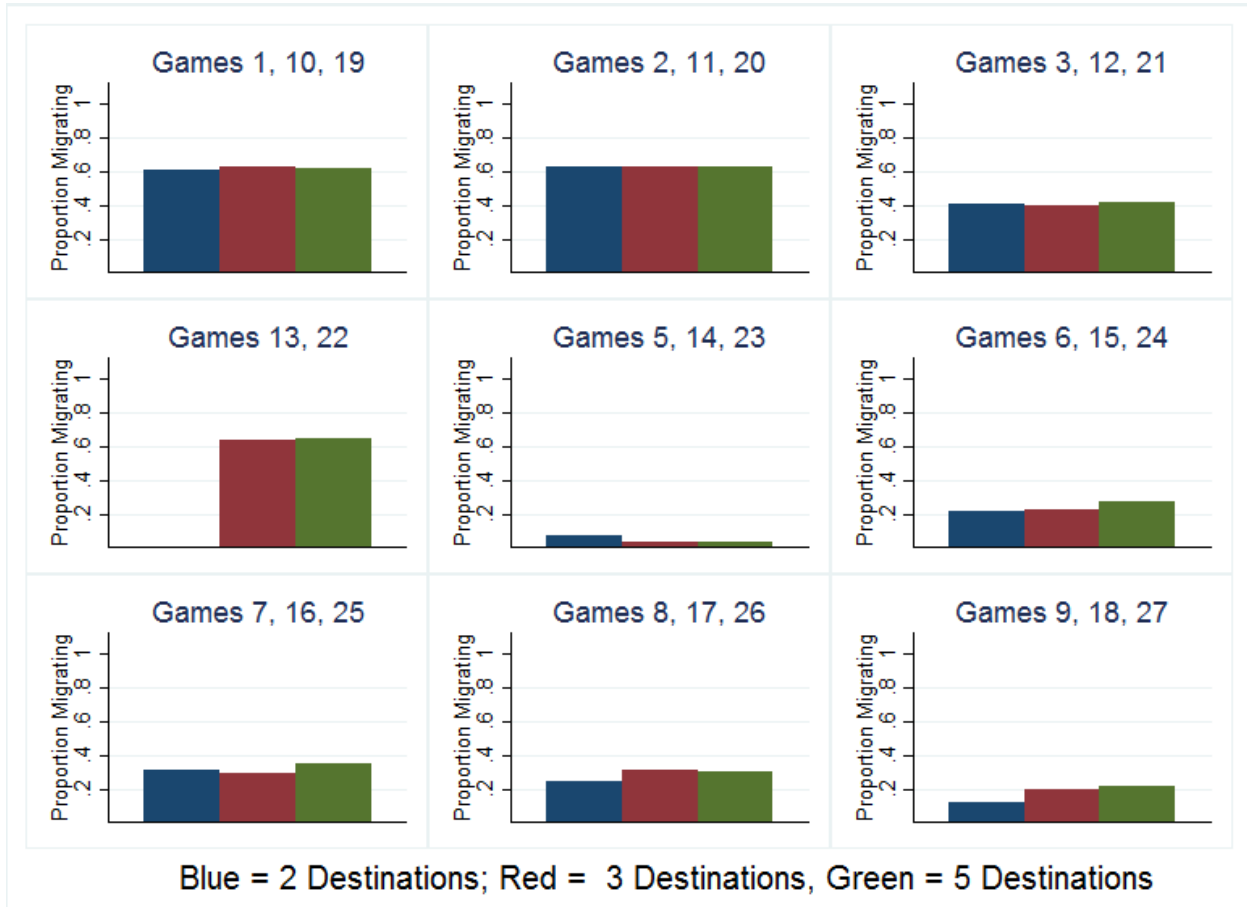 Games 1, 10, 19
Proportion Migrating
.2 .4 .6 .8 1
Games 2, 11, 20
Proportion Migrating
.2 .4 .6 .8 1
Games 3, 12, 21
Proportion Migrating
.2 .4 .6 .8 1
Games 13, 22
Proportion Migrating
.2 .4 .6 .8 1
Games 5, 14, 23
Proportion Migrating
.2 .4 .6 .8 1
Games 6, 15, 24
Proportion Migrating
.2 .4 .6 .8 1
Games 7, 16, 25
Proportion Migrating
.2 .4 .6 .8 1
Games 8, 17, 26
Proportion Migrating
.2 .4 .6 .8 1
Games 9, 18, 27
Proportion Migrating
.2 .4 .6 .8 1
Blue = 2 Destinations; Red = 3 Destinations, Green = 5 Destinations